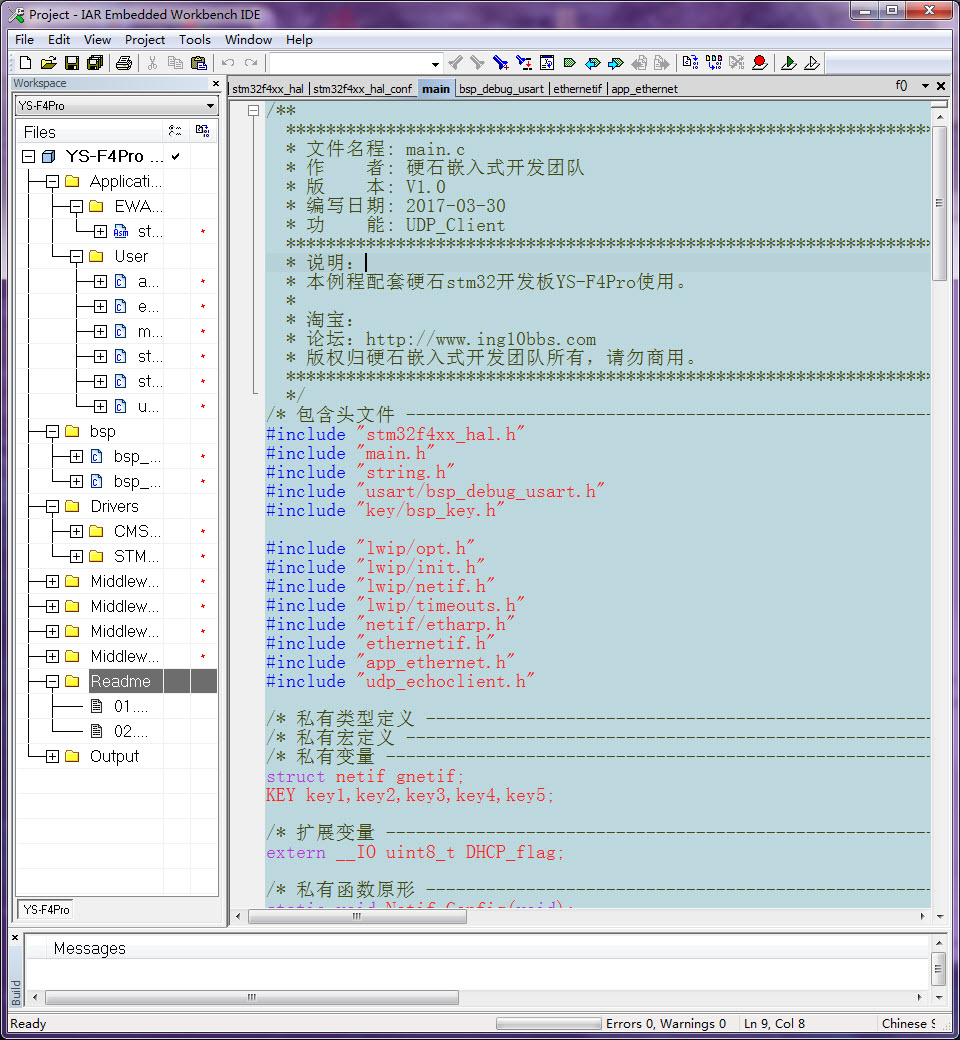 Project - IAR Embedded Workbench IDE
File Edit View Project Tools Window Help
Workspace
YS-F4Pro
Files
YS-F4Pro ...
Applicati...
EWA...
st...
User
a...
e...
m...
st...
st...
u...
bsp
bsp_...
bsp_...
Drivers
CMS...
STM...
Middlew...
Middlew...
Middlew...
Middlew...
Readme
01....
02....
Output
YS-F4Pro
stm32f4xx_hal | stm32f4xx_hal_conf main bsp_debug_usart | ethernetif | app_ethernet f()
/**
******************************************************************
* 文件名程: main.c
* 作 者: 硬石嵌入式开发团队
* 版 本: V1.0
* 编写日期: 2017-03-30
* 功 能: UDP_Client
******************************************************************
* 说明:
* 本例程配套硬石stm32开发板YS-F4Pro使用。
*
* 淘宝:
* 论坛: http://www.ing10bbs.com
* 版权归硬石嵌入式开发团队所有，请勿商用。
******************************************************************
*/
/* 包含头文件 -----------------------------------------------------
#include "stm32f4xx_hal.h"
#include "main.h"
#include "string.h"
#include "usart/bsp_debug_usart.h"
#include "key/bsp_key.h"
#include "lwip/opt.h"
#include "lwip/init.h"
#include "lwip/netif.h"
#include "lwip/timeouts.h"
#include "netif/etharp.h"
#include "ethernetif.h"
#include "app_ethernet.h"
#include "udp_echoclient.h"
/* 私有类型定义 ---------------------------------------------------
/* 私有宏定义 -----------------------------------------------------
/* 私有变量 -------------------------------------------------------
struct netif gnetif;
KEY key1,key2,key3,key4,key5;
/* 扩展变量 -------------------------------------------------------
extern __IO uint8_t DHCP_flag;
/* 私有函数原形 ---------------------------------------------------
static void Netif_Config(void);
Messages
Build
Ready Errors 0, Warnings 0 Ln 9, Col 8 Chinese S